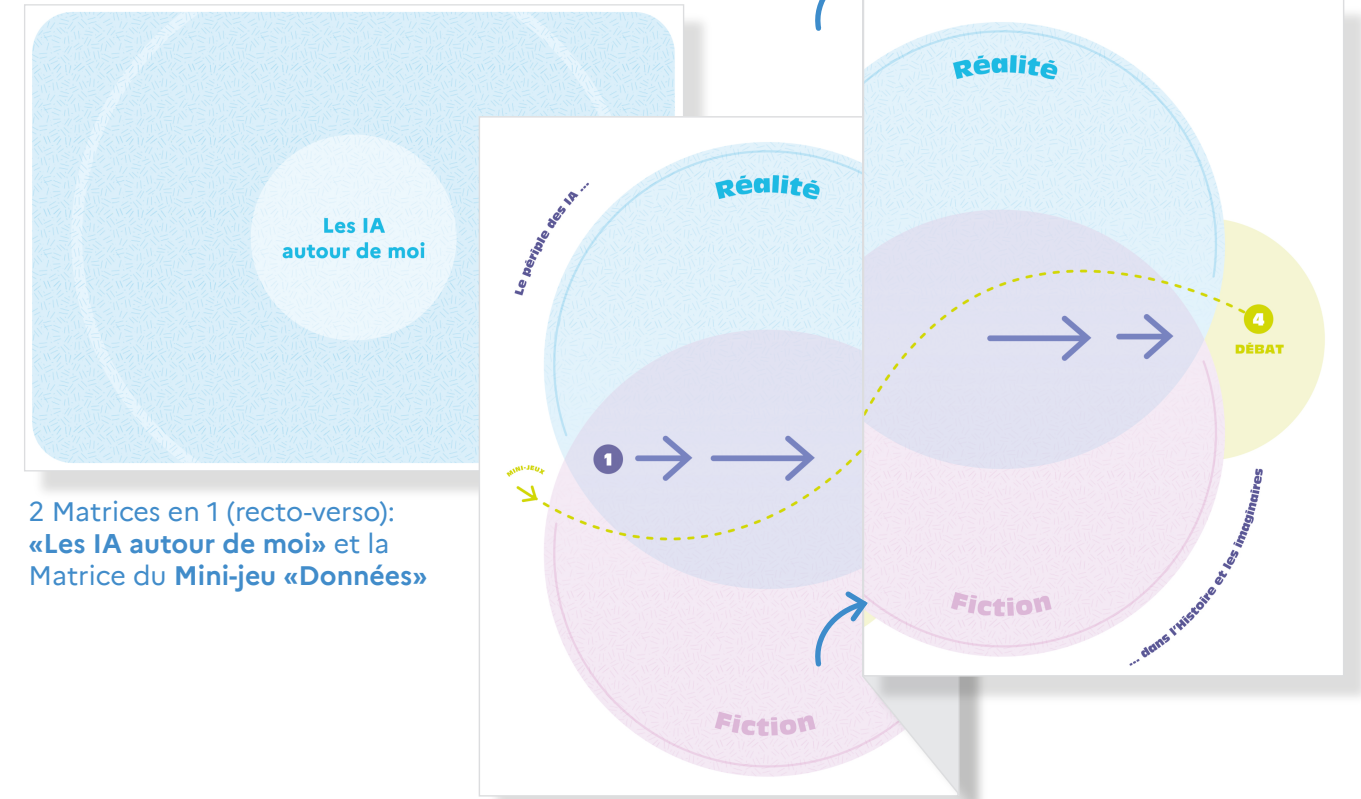 Les IA
autour de moi
2 Matrices en 1 (recto-verso):
«Les IA autour de moi» et la
Matrice du Mini-jeu «Données»
Le périple des IA ...
Réalité
1
MINI-JEUX
Fiction
Réalité
4
DÉBAT
Fiction
... dans l'Histoire et les imaginaires